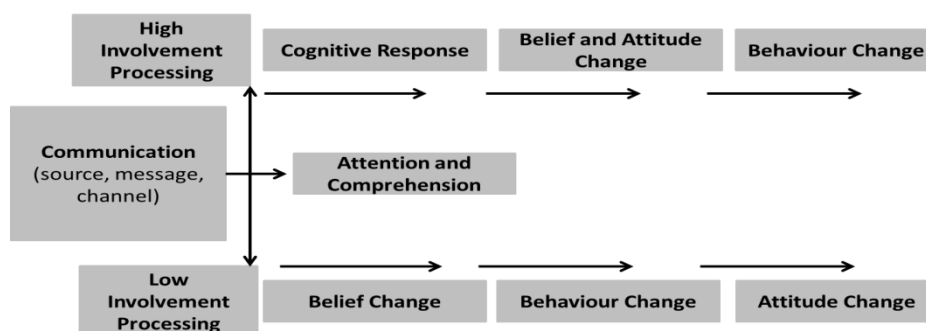 High
Involvement
Processing
Cognitive Response
Belief and Attitude
Change
Behaviour Change
Communication
(source, message,
channel)
Attention and
Comprehension
Low
Involvement
Processing
Belief Change
Behaviour Change
Attitude Change